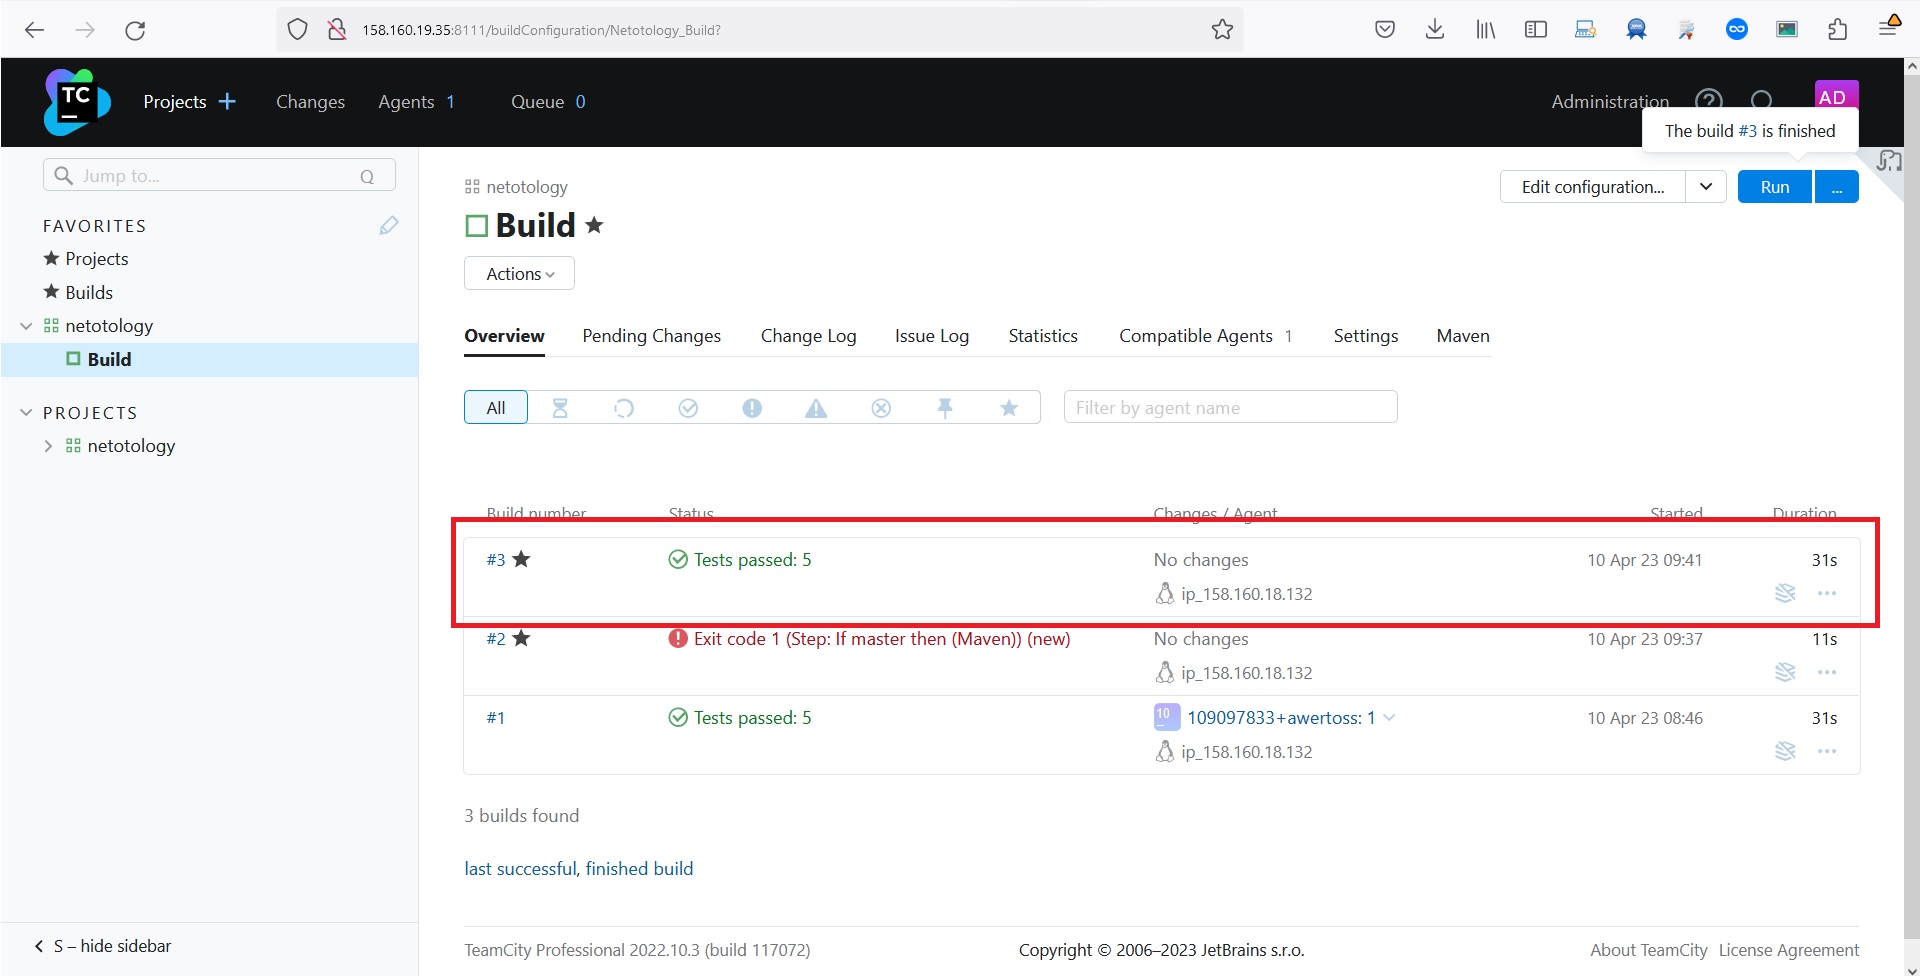 158.160.19.35:8111/buildConfiguration/Netotology_Build?
TC
Projects + Changes Agents 1 Queue 0 Administration ? AD
The build #3 is finished
Jump to... Q
netotology
Edit configuration... Run ...
FAVORITES
Build
Projects
Actions
Builds
netotology
Overview Pending Changes Change Log Issue Log Statistics Compatible Agents 1 Settings Maven
Build
All Filter by agent name
PROJECTS
netotology
Build number Status Changes / Agent Started Duration
#3 Tests passed: 5 No changes 10 Apr 23 09:41 31s
ip_158.160.18.132
#2 Exit code 1 (Step: If master then (Maven)) (new) No changes 10 Apr 23 09:37 11s
ip_158.160.18.132
#1 Tests passed: 5 10 109097833+awertoss: 1 10 Apr 23 08:46 31s
ip_158.160.18.132
3 builds found
last successful, finished build
S – hide sidebar
TeamCity Professional 2022.10.3 (build 117072) Copyright © 2006–2023 JetBrains s.r.o. About TeamCity License Agreement